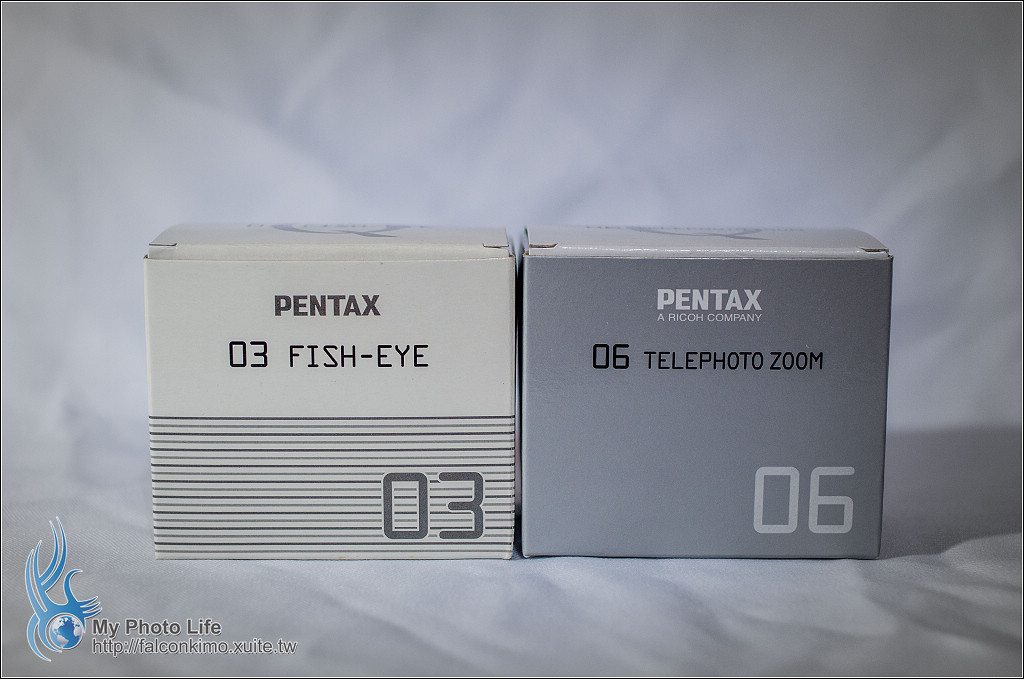 PENTAX
03 FISH-EYE
03
PENTAX
A RICOH COMPANY
06 TELEPHOTO ZOOM
06
My Photo Life
http://falconkimo.xuite.tw